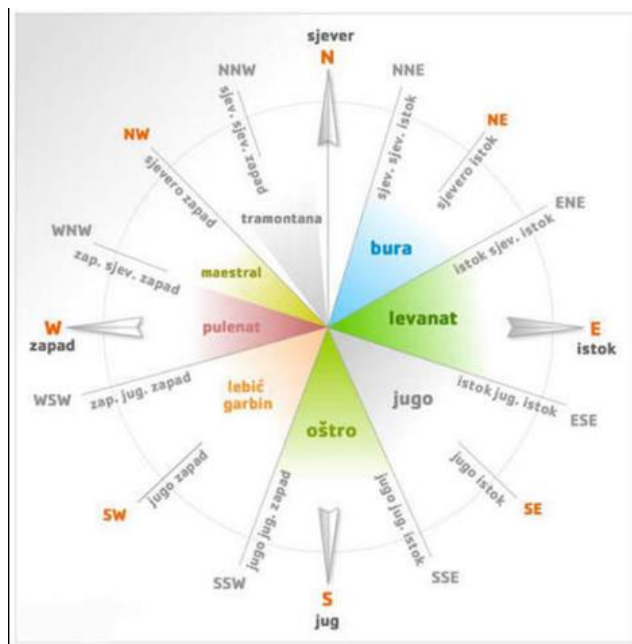 sjever
N
NNW
NNE
sjev. sjev. zapad
sjev. sjev. istok
NW
NE
sjevero zapad
sjevero istok
ENE
istok sjev. istok
tramontana
bura
WNW
zap. sjev. zapad
maestral
levanat
W
zapad
pulenat
E
istok
WSW
zap. jug. zapad
lebić
garbin
jugo
istok jug. istok
ESE
oštro
jugo zapad
jugo istok
SW
SE
jugo jug. zapad
jugo jug. istok
SSW
SSE
S
jug